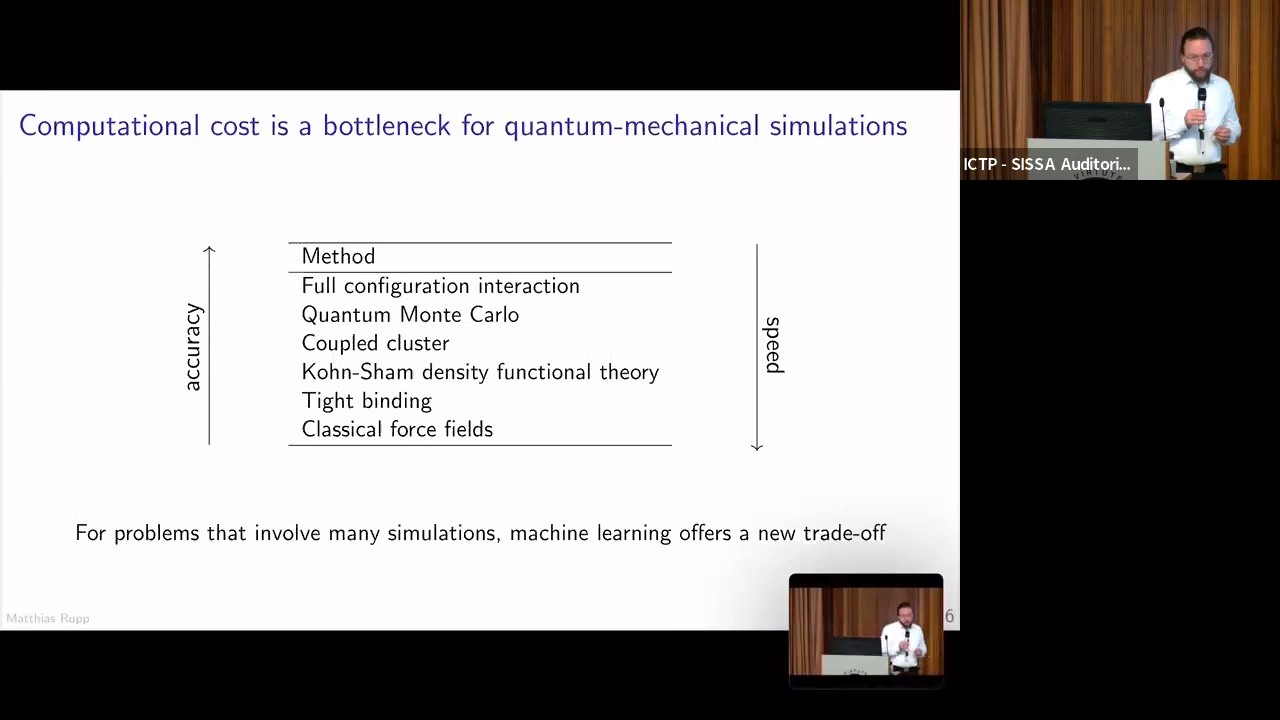 Computational cost is a bottleneck for quantum-mechanical simulations
accuracy
Method
Full configuration interaction
Quantum Monte Carlo
Coupled cluster
Kohn-Sham density functional theory
Tight binding
Classical force fields
speed
For problems that involve many simulations, machine learning offers a new trade-off
Matthias Rupp
6
ICTP - SISSA Auditori...
VIRTUTE